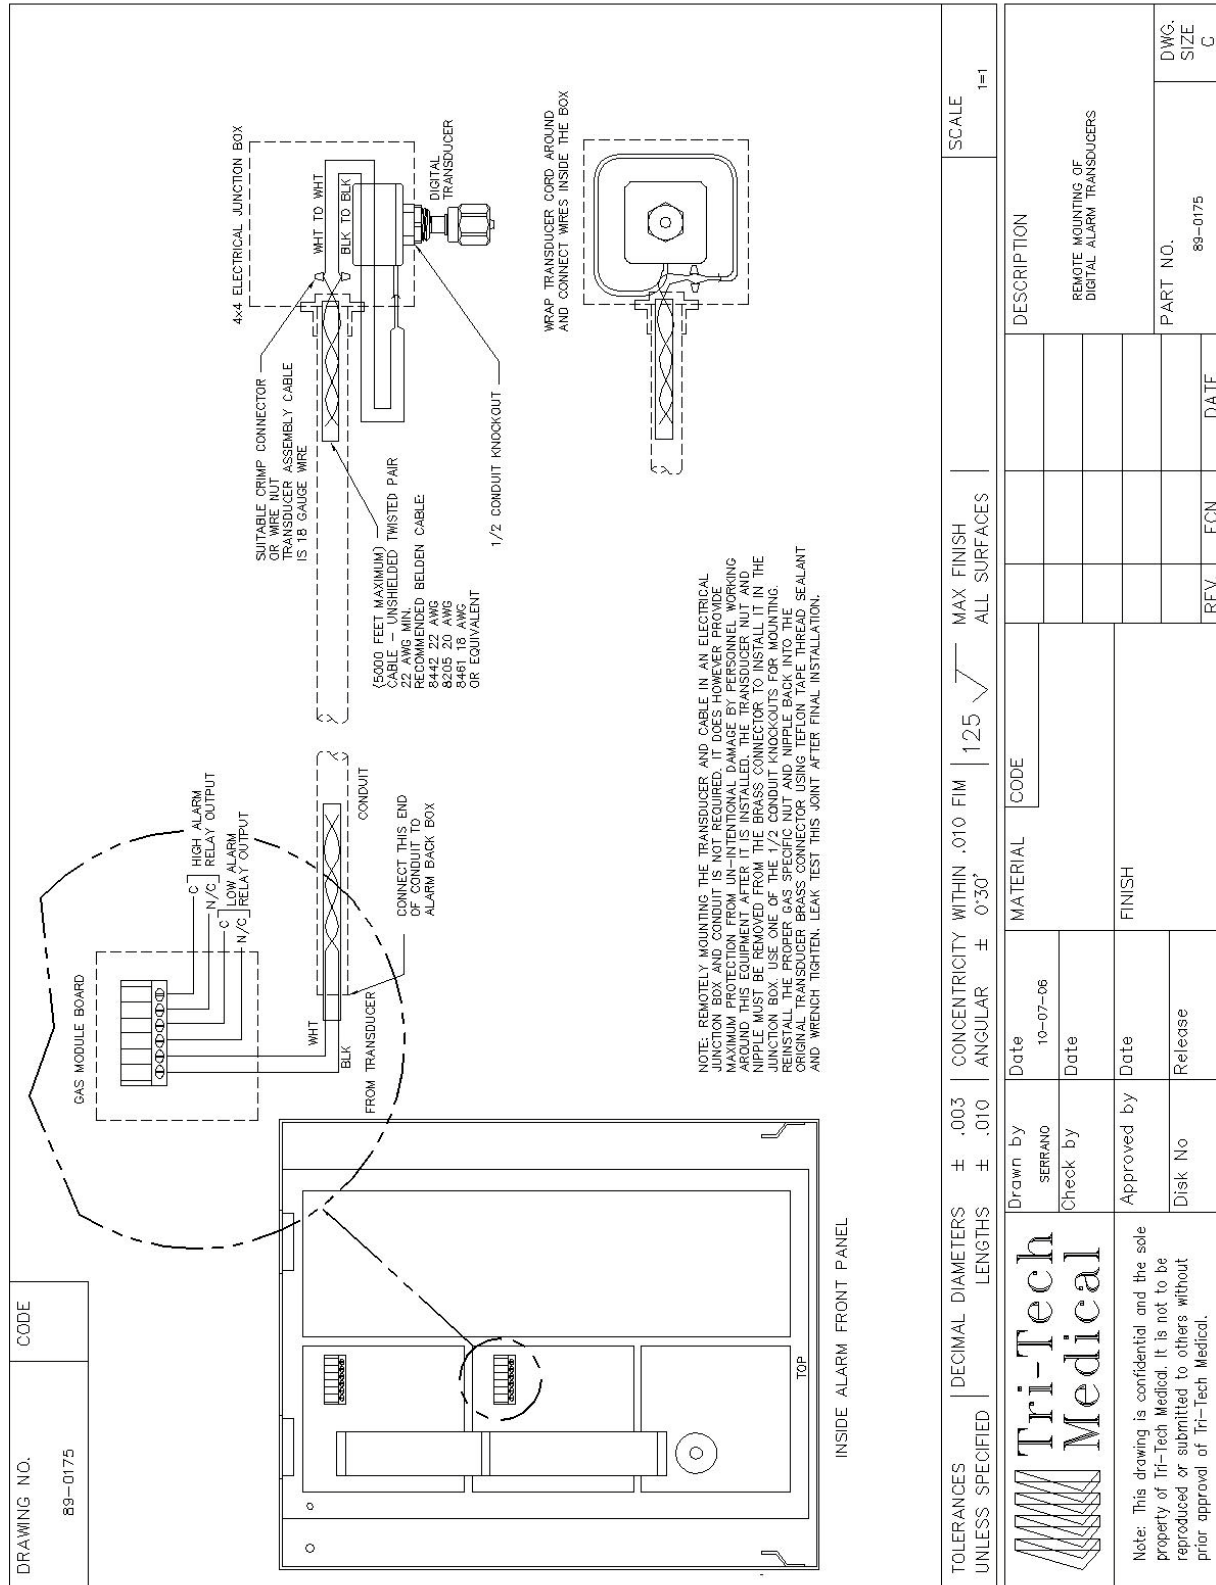 DRAWING NO.
CODE
89-0175
GAS MODULE BOARD
C
HIGH ALARM
RELAY OUTPUT
N/C
C
LOW ALARM
RELAY OUTPUT
N/C
WHT
BLK
FROM TRANSDUCER
CONDUIT
CONNECT THIS END
OF CONDUIT TO
ALARM BACK BOX
4x4 ELECTRICAL JUNCTION BOX
SUITABLE CRIMP CONNECTOR
OR WIRE NUT
TRANSDUCER ASSEMBLY CABLE
IS 18 GAUGE WIRE
WHT TO WHT
BLK TO BLK
DIGITAL
TRANSDUCER
(5000 FEET MAXIMUM)
CABLE - UNSHIELDED TWISTED PAIR
22 AWG MIN.
RECOMMENDED BELDEN CABLE:
8442 22 AWG
8205 20 AWG
8461 18 AWG
OR EQUIVALENT
1/2 CONDUIT KNOCKOUT
WRAP TRANSDUCER CORD AROUND
AND CONNECT WIRES INSIDE THE BOX
TOP
INSIDE ALARM FRONT PANEL
NOTE: REMOTELY MOUNTING THE TRANSDUCER AND CABLE IN AN ELECTRICAL
JUNCTION BOX AND CONDUIT IS NOT REQUIRED. IT DOES HOWEVER PROVIDE
MAXIMUM PROTECTION FROM UN-INTENTIONAL DAMAGE BY PERSONNEL WORKING
AROUND THIS EQUIPMENT AFTER IT IS INSTALLED. THE TRANSDUCER NUT AND
NIPPLE MUST BE REMOVED FROM THE BRASS CONNECTOR TO INSTALL IT IN THE
JUNCTION BOX. USE ONE OF THE 1/2 CONDUIT KNOCKOUTS FOR MOUNTING.
REINSTALL THE PROPER GAS SPECIFIC NUT AND NIPPLE BACK INTO THE
ORIGINAL TRANSDUCER BRASS CONNECTOR USING TEFLON TAPE THREAD SEALANT
AND WRENCH TIGHTEN. LEAK TEST THIS JOINT AFTER FINAL INSTALLATION.
TOLERANCES
UNLESS SPECIFIED
DECIMAL DIAMETERS ± .003
LENGTHS ± .010
CONCENTRICITY WITHIN .010 FIM
ANGULAR ± 0°30'
125
MAX FINISH
ALL SURFACES
SCALE
1=1
Tri-Tech
Medical
Note: This drawing is confidential and the sole
property of Tri-Tech Medical. It is not to be
reproduced or submitted to others without
prior approval of Tri-Tech Medical.
Drawn by
SERRANO
Date
10-07-06
Check by
Date
Approved by
Date
Disk No
Release
MATERIAL
CODE
FINISH
REV
ECN
DATE
DESCRIPTION
REMOTE MOUNTING OF
DIGITAL ALARM TRANSDUCERS
PART NO.
89-0175
DWG.
SIZE
C